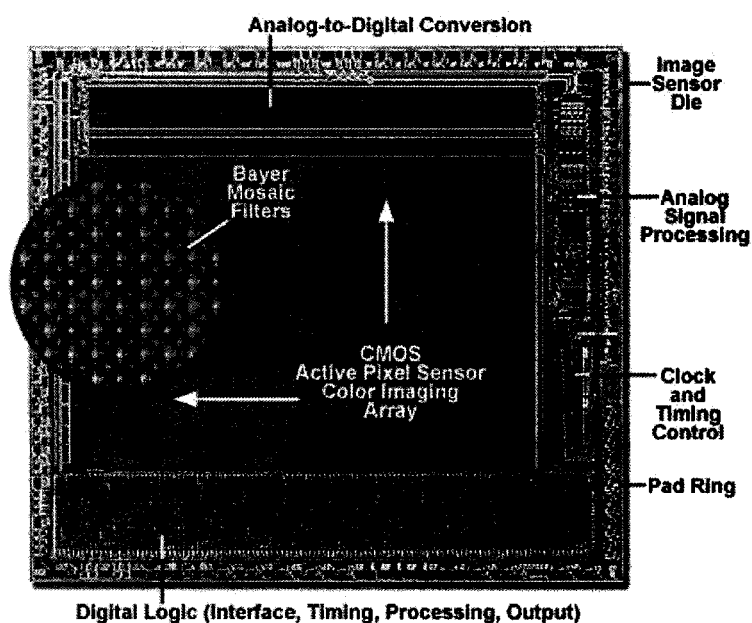 Analog-to-Digital Conversion
Image
Sensor
Die
Bayer
Mosaic
Filters
Analog
Signal
Processing
CMOS
Active Pixel Sensor
Color Imaging
Array
Clock
and
Timing
Control
Pad Ring
Digital Logic (Interface, Timing, Processing, Output)